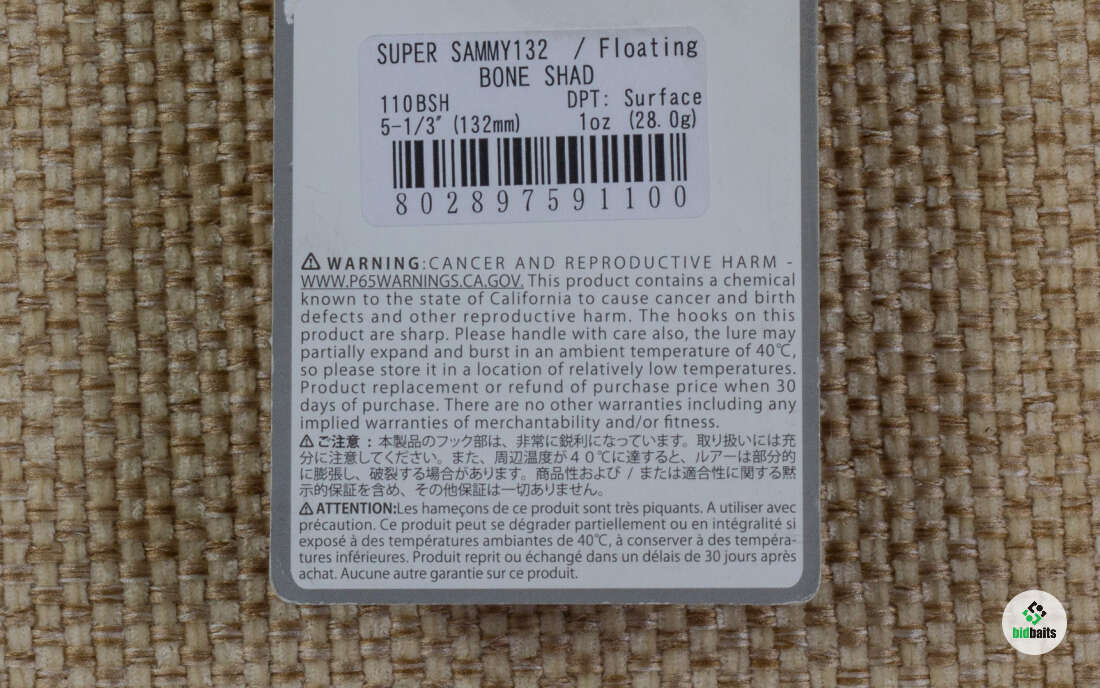 SUPER SAMMY132 / Floating
BONE SHAD
110BSH DPT: Surface
5-1/3" (132mm) 1oz (28.0g)
802897591100
⚠ WARNING:CANCER AND REPRODUCTIVE HARM -
WWW.P65WARNINGS.CA.GOV. This product contains a chemical
known to the state of California to cause cancer and birth
defects and other reproductive harm. The hooks on this
product are sharp. Please handle with care also, the lure may
partially expand and burst in an ambient temperature of 40℃,
so please store it in a location of relatively low temperatures.
Product replacement or refund of purchase price when 30
days of purchase. There are no other warranties including any
implied warranties of merchantability and/or fitness.
⚠ご注意：本製品のフック部は、非常に鋭利になっています。取り扱いには充
分に注意してください。また、周辺温度が４０℃に達すると、ルアーは部分的
に膨張し、破裂する場合があります。商品性および / または適合性に関する黙
示的保証を含め、その他保証は一切ありません。
⚠ATTENTION:Les hameçons de ce produit sont très piquants. A utiliser avec
précaution. Ce produit peut se dégrader partiellement ou en intégralité si
exposé à des températures ambiantes de 40℃, à conserver à des tempéra-
tures inférieures. Produit reprit ou échangé dans un délais de 30 jours après
achat. Aucune autre garantie sur ce produit.
bidbaits